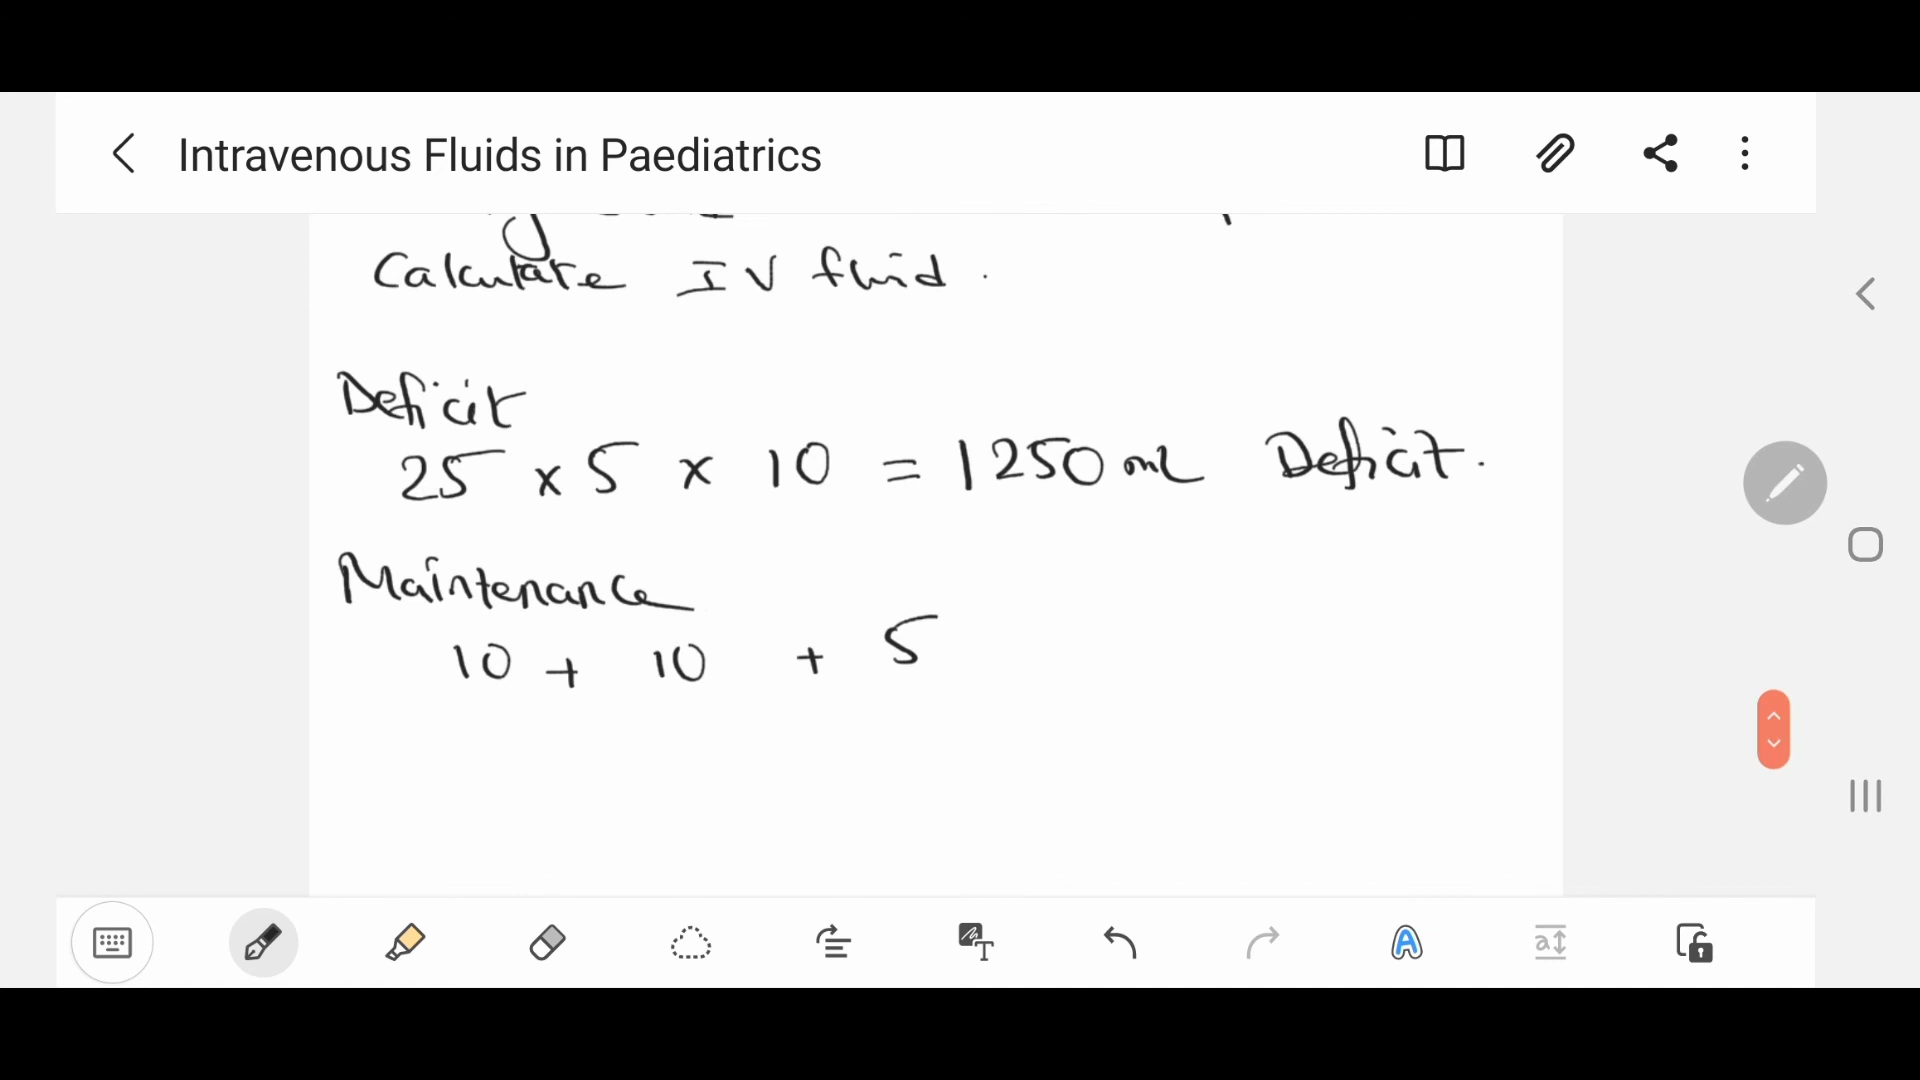 Intravenous Fluids in Paediatrics
Calculate IV fluid.
Deficit
25 x 5 x 10 = 1250 mL Deficit.
Maintenance
10 + 10 + 5